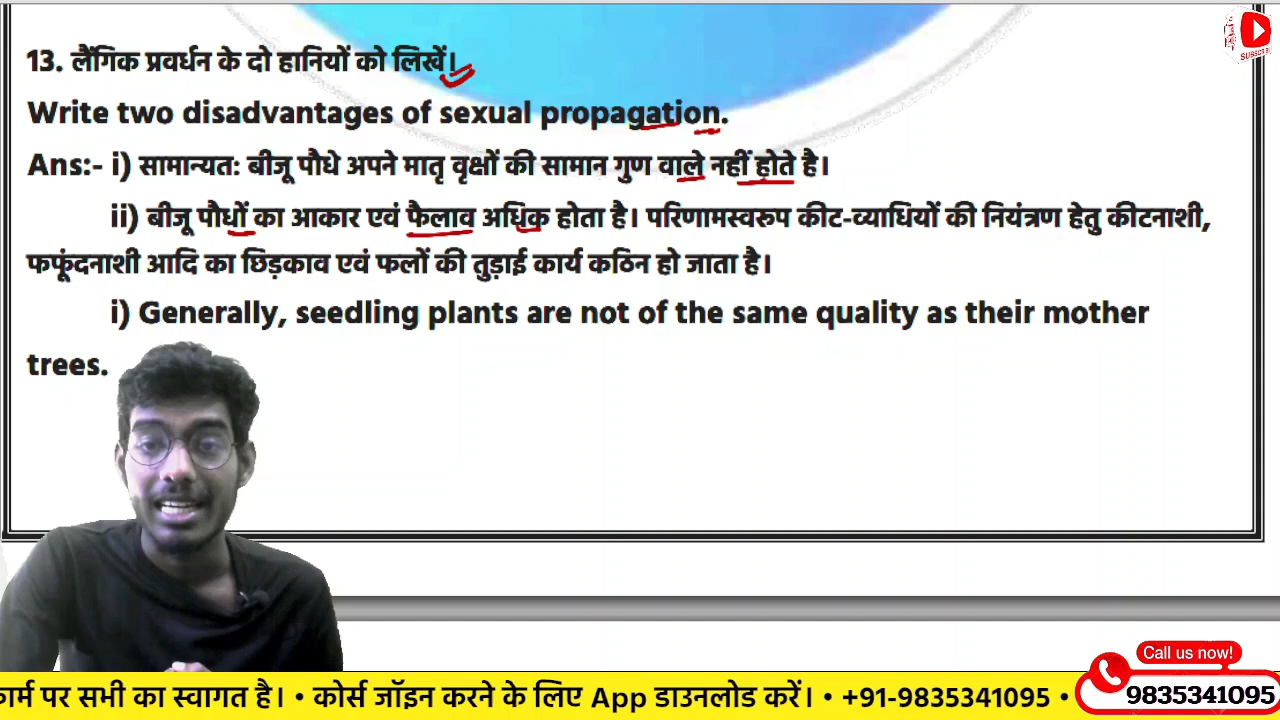 13. लैंगिक प्रवर्धन के दो हानियों को लिखें।
Write two disadvantages of sexual propagation.
Ans:- i) सामान्यत: बीजू पौधे अपने मातृ वृक्षों की सामान गुण वाले नहीं होते है।
ii) बीजू पौधों का आकार एवं फैलाव अधिक होता है। परिणामस्वरूप कीट-व्याधियों की नियंत्रण हेतु कीटनाशी,
फफूंदनाशी आदि का छिड़काव एवं फलों की तुड़ाई कार्य कठिन हो जाता है।
i) Generally, seedling plants are not of the same quality as their mother
trees.
पर सभी का स्वागत है। • कोर्स जॉइन करने के लिए App डाउनलोड करें। • +91-9835341095 •
Call us now!
9835341095